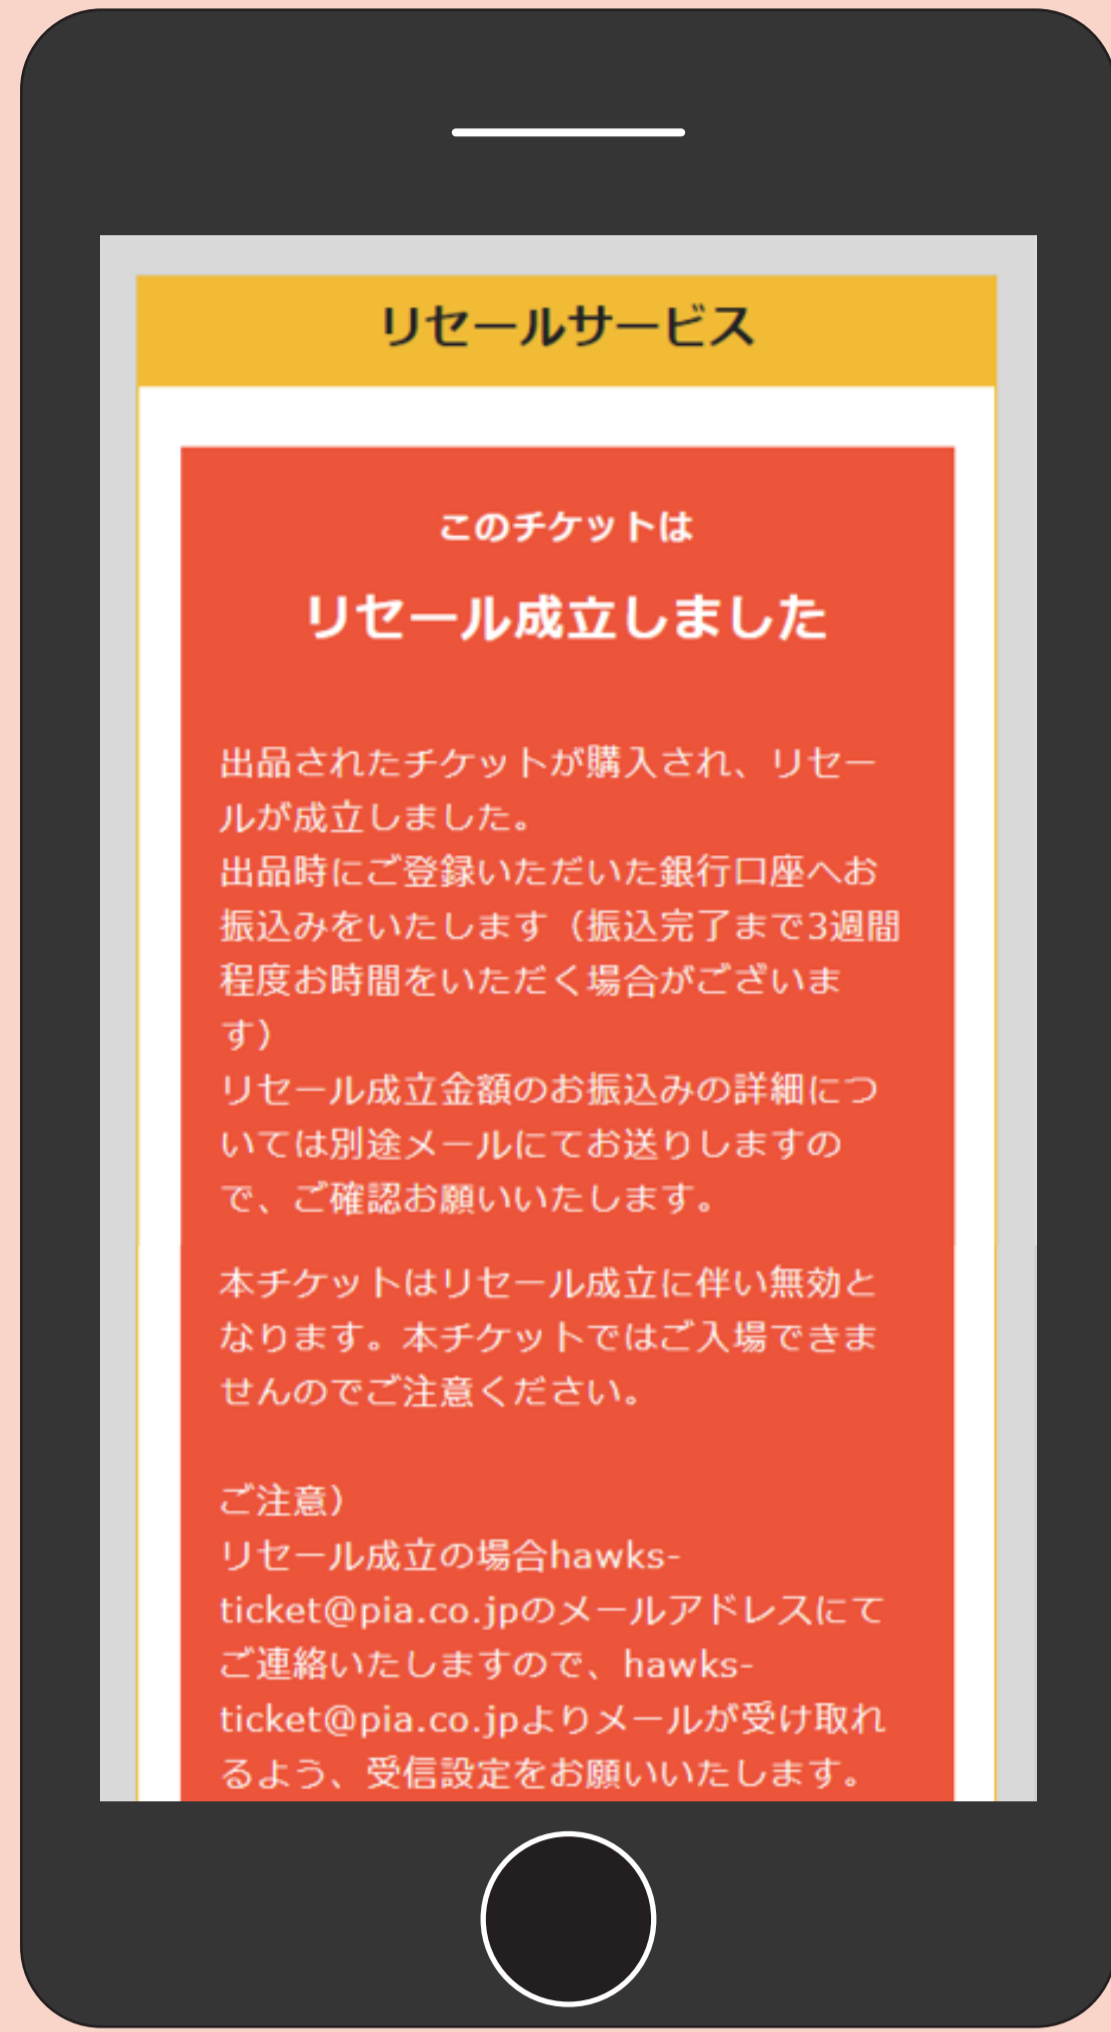 リセールサービス
このチケットは
リセール成立しました
出品されたチケットが購入され、リセー
ルが成立しました。
出品時にご登録いただいた銀行口座へお
振込みをいたします（振込完了まで3週間
程度お時間をいただく場合がございま
す）
リセール成立金額のお振込みの詳細につ
いては別途メールにてお送りしますの
で、ご確認お願いいたします。
本チケットはリセール成立に伴い無効と
なります。本チケットではご入場できま
せんのでご注意ください。
ご注意）
リセール成立の場合hawks-
ticket@pia.co.jpのメールアドレスにて
ご連絡いたしますので、hawks-
ticket@pia.co.jpよりメールが受け取れ
るよう、受信設定をお願いいたします。